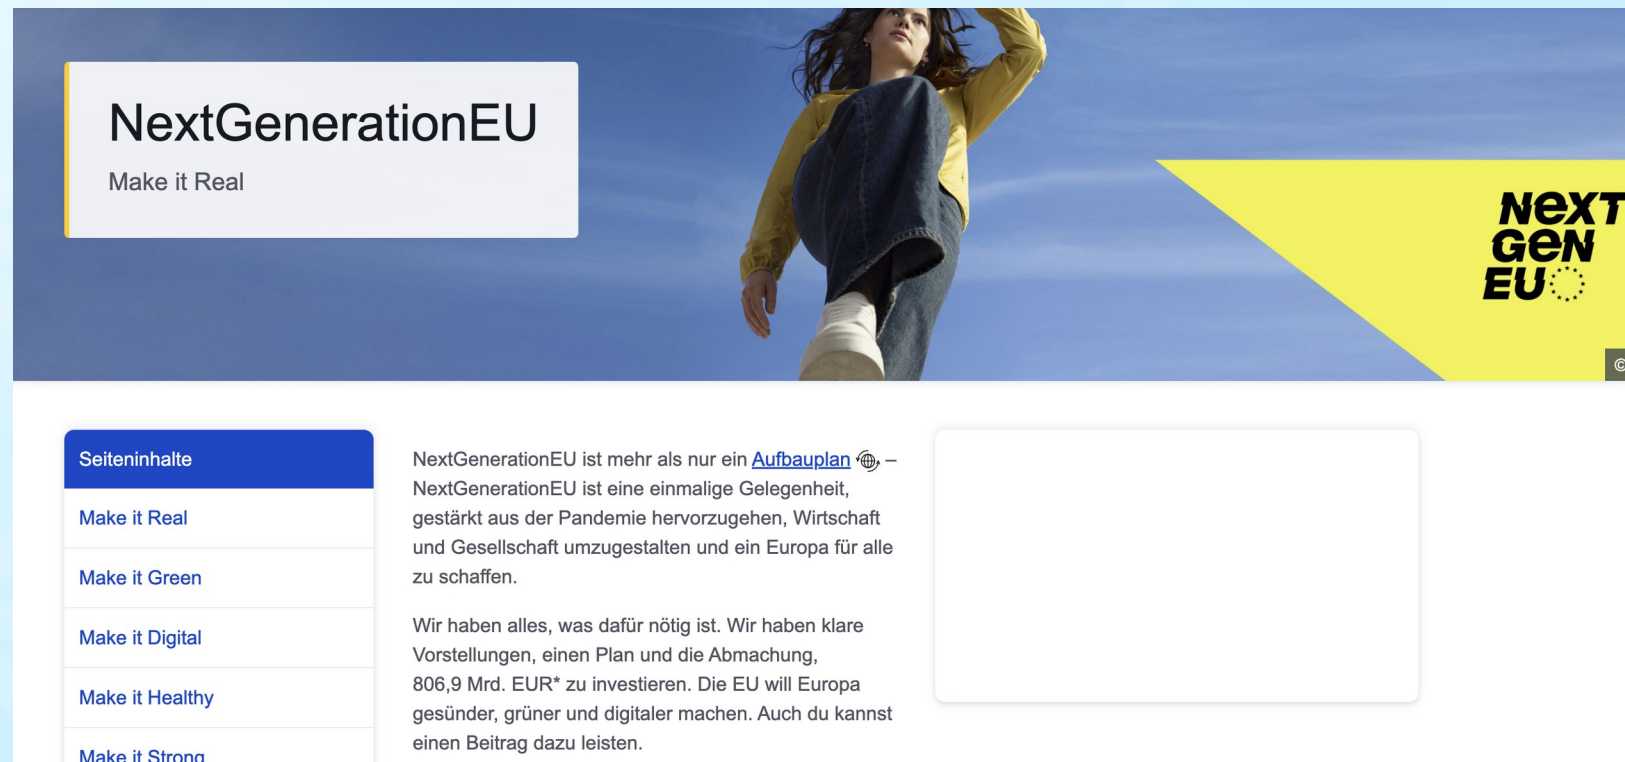 NextGenerationEU
Make it Real
NEXT
GEN
EU
©
Seiteninhalte
Make it Real
Make it Green
Make it Digital
Make it Healthy
Make it Strong
NextGenerationEU ist mehr als nur ein Aufbauplan –
NextGenerationEU ist eine einmalige Gelegenheit,
gestärkt aus der Pandemie hervorzugehen, Wirtschaft
und Gesellschaft umzugestalten und ein Europa für alle
zu schaffen.
Wir haben alles, was dafür nötig ist. Wir haben klare
Vorstellungen, einen Plan und die Abmachung,
806,9 Mrd. EUR* zu investieren. Die EU will Europa
gesünder, grüner und digitaler machen. Auch du kannst
einen Beitrag dazu leisten.